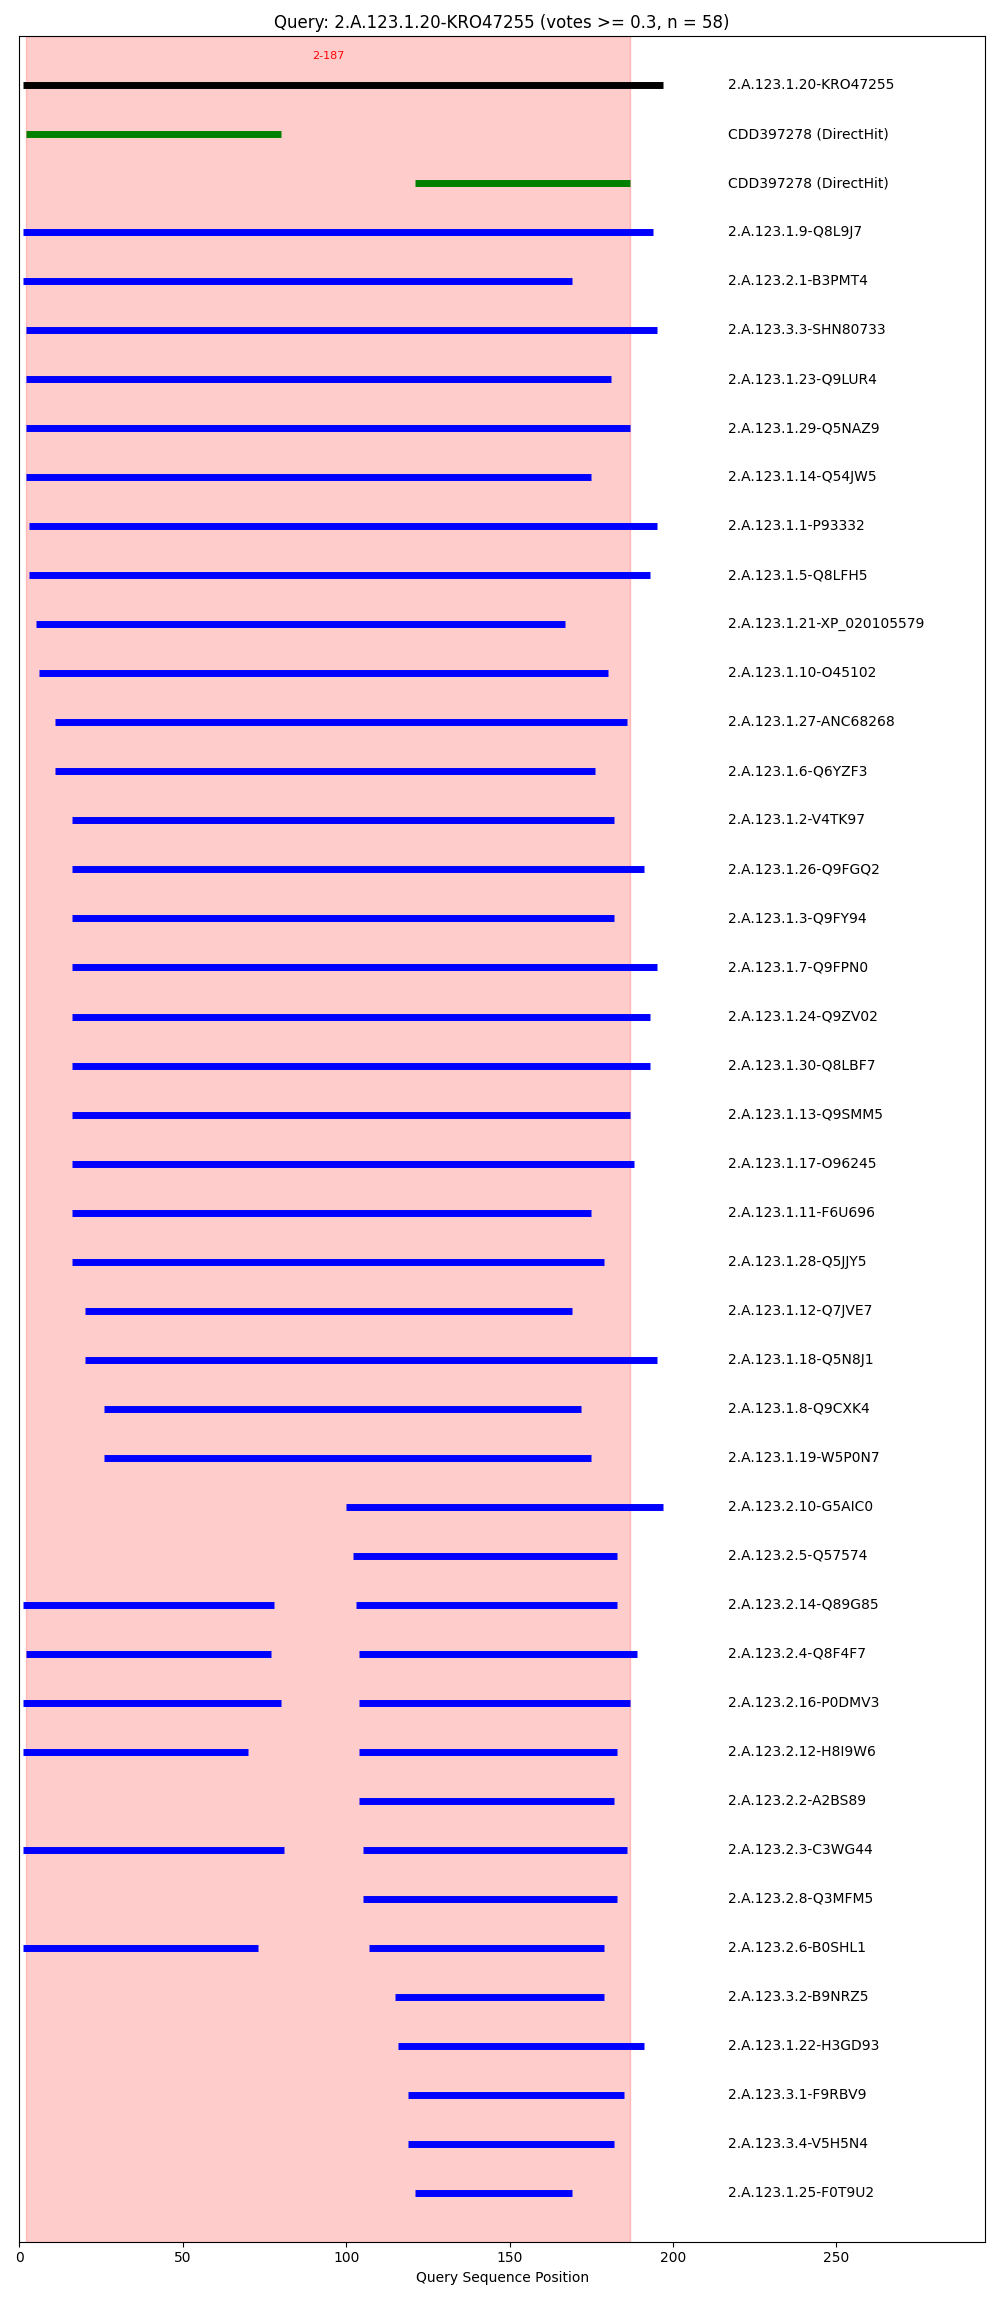 Query: 2.A.123.1.20-KRO47255 (votes >= 0.3, n = 58)
2-187
2.A.123.1.20-KRO47255
CDD397278 (DirectHit)
CDD397278 (DirectHit)
2.A.123.1.9-Q8L9J7
2.A.123.2.1-B3PMT4
2.A.123.3.3-SHN80733
2.A.123.1.23-Q9LUR4
2.A.123.1.29-Q5NAZ9
2.A.123.1.14-Q54JW5
2.A.123.1.1-P93332
2.A.123.1.5-Q8LFH5
2.A.123.1.21-XP_020105579
2.A.123.1.10-O45102
2.A.123.1.27-ANC68268
2.A.123.1.6-Q6YZF3
2.A.123.1.2-V4TK97
2.A.123.1.26-Q9FGQ2
2.A.123.1.3-Q9FY94
2.A.123.1.7-Q9FPN0
2.A.123.1.24-Q9ZV02
2.A.123.1.30-Q8LBF7
2.A.123.1.13-Q9SMM5
2.A.123.1.17-O96245
2.A.123.1.11-F6U696
2.A.123.1.28-Q5JJY5
2.A.123.1.12-Q7JVE7
2.A.123.1.18-Q5N8J1
2.A.123.1.8-Q9CXK4
2.A.123.1.19-W5P0N7
2.A.123.2.10-G5AIC0
2.A.123.2.5-Q57574
2.A.123.2.14-Q89G85
2.A.123.2.4-Q8F4F7
2.A.123.2.16-P0DMV3
2.A.123.2.12-H8I9W6
2.A.123.2.2-A2BS89
2.A.123.2.3-C3WG44
2.A.123.2.8-Q3MFM5
2.A.123.2.6-B0SHL1
2.A.123.3.2-B9NRZ5
2.A.123.1.22-H3GD93
2.A.123.3.1-F9RBV9
2.A.123.3.4-V5H5N4
2.A.123.1.25-F0T9U2
0 50 100 150 200 250
Query Sequence Position